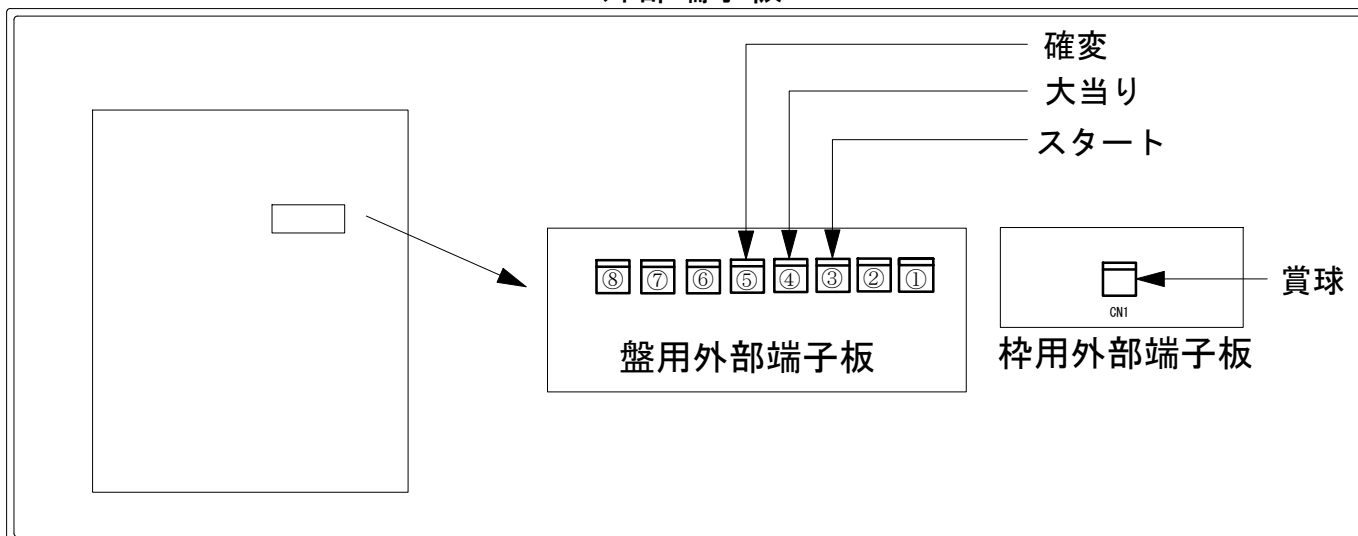 確変
大当り
スタート
⑧ ⑦ ⑥ ⑤ ④ ③ ② ①
賞球
CN1
盤用外部端子板
枠用外部端子板